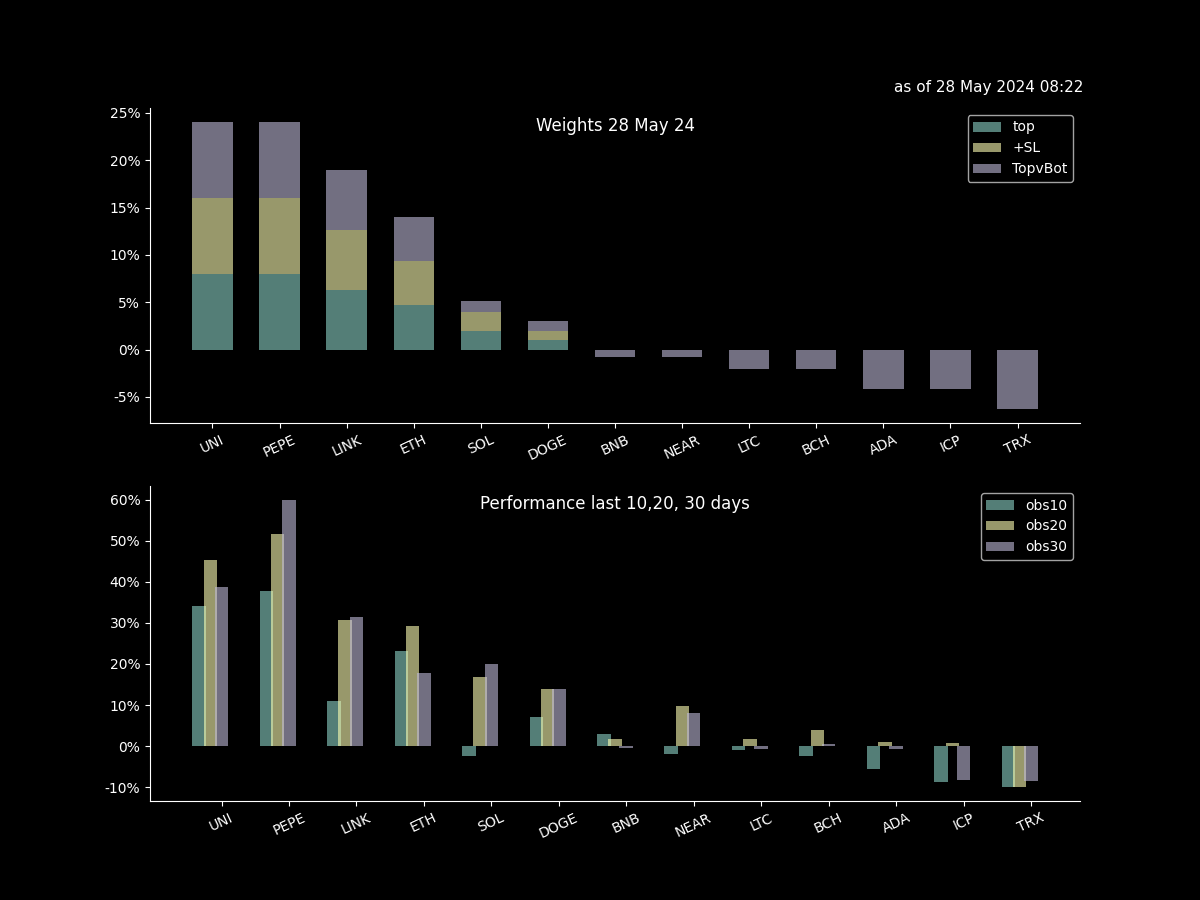 as of 28 May 2024 08:22
Weights 28 May 24
top
+SL
TopvBot
25%
20%
15%
10%
5%
0%
-5%
UNI PEPE LINK ETH SOL DOGE BNB NEAR LTC BCH ADA ICP TRX
Performance last 10,20, 30 days
obs10
obs20
obs30
60%
50%
40%
30%
20%
10%
0%
-10%
UNI PEPE LINK ETH SOL DOGE BNB NEAR LTC BCH ADA ICP TRX